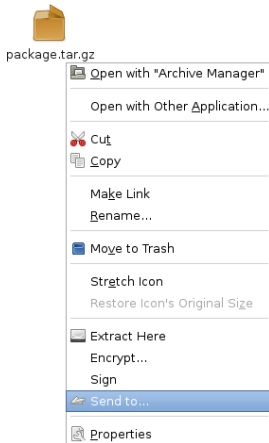 package.tar.gz
Open with "Archive Manager"
Open with Other Application...
Cut
Copy
Make Link
Rename...
Move to Trash
Stretch Icon
Restore Icon's Original Size
Extract Here
Encrypt...
Sign
Send to...
Properties